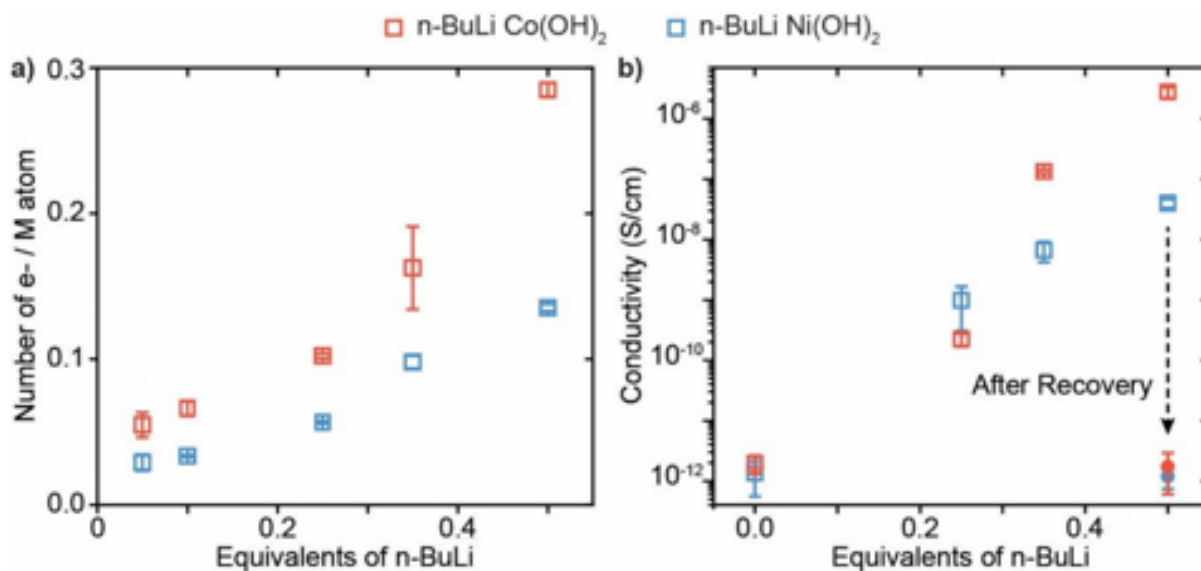 n-BuLi Co(OH)₂ n-BuLi Ni(OH)₂
a)
0.3
0.2
0.1
0.0
Number of e- / M atom
0 0.2 0.4
Equivalents of n-BuLi
b)
10⁻⁶
10⁻⁸
10⁻¹⁰
10⁻¹²
Conductivity (S/cm)
After Recovery
0.0 0.2 0.4
Equivalents of n-BuLi